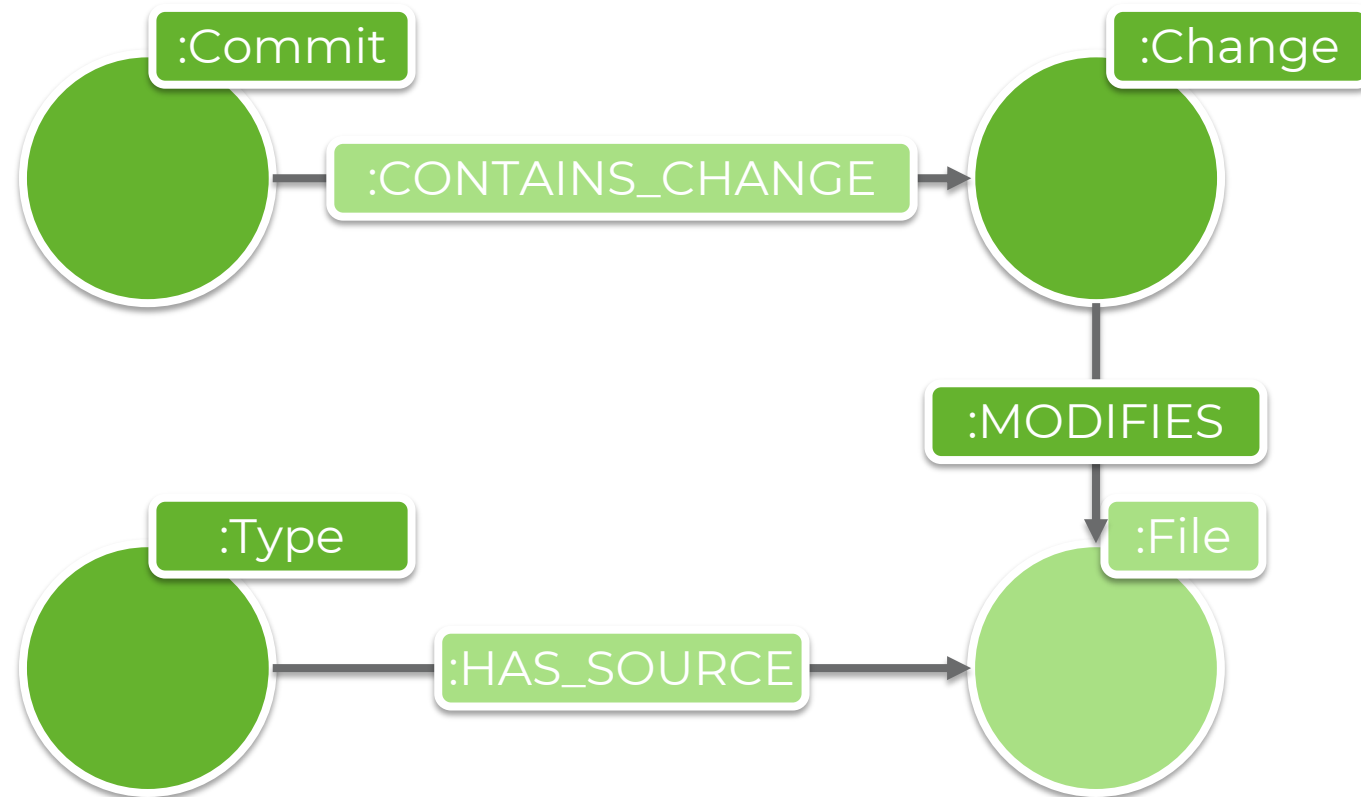 :Commit
:Change
:CONTAINS_CHANGE
:MODIFIES
:Type
:File
:HAS_SOURCE